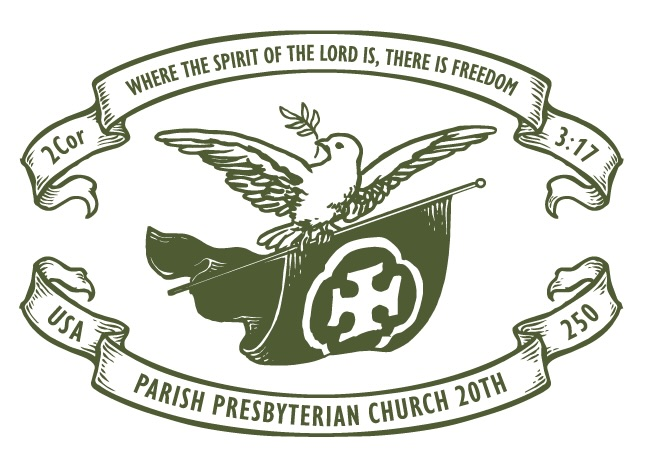 WHERE THE SPIRIT OF THE LORD IS, THERE IS FREEDOM
2Cor
3:17
USA
250
PARISH PRESBYTERIAN CHURCH 20TH